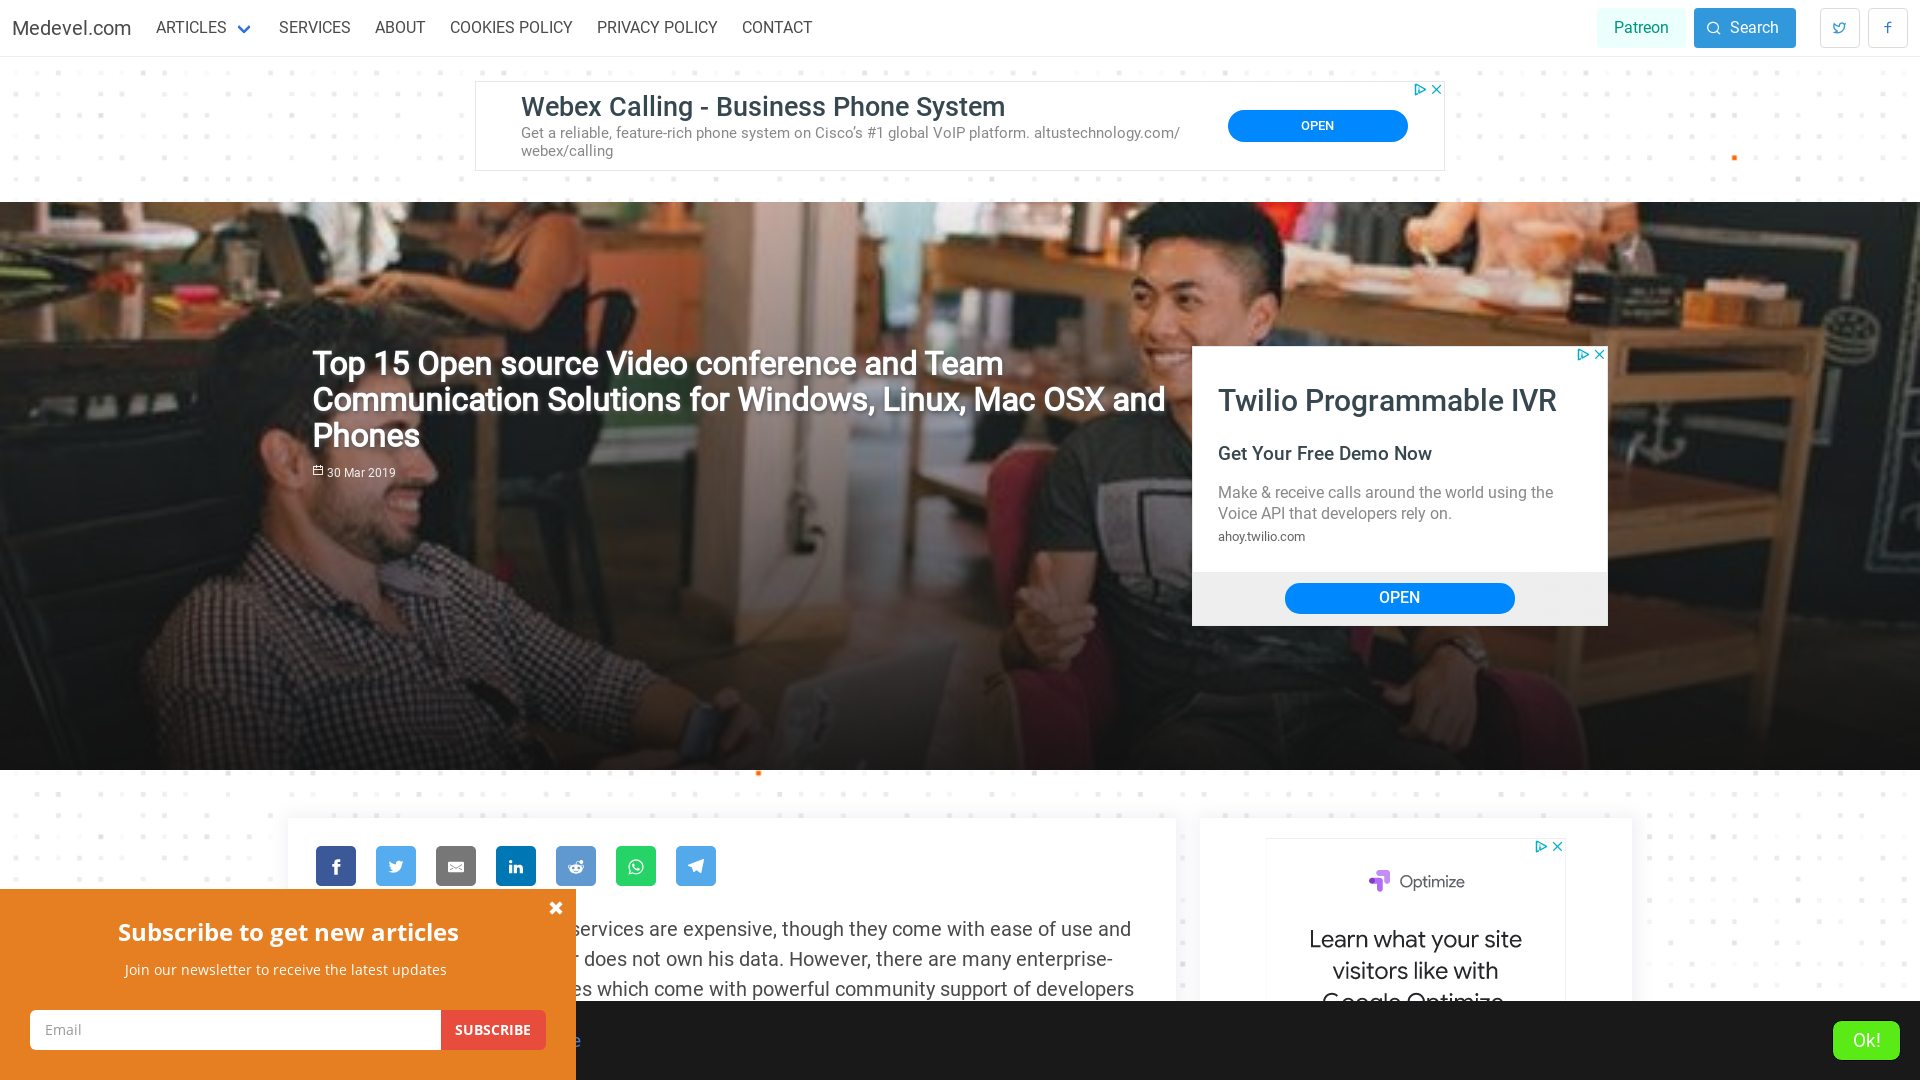 Medevel.com
ARTICLES
SERVICES
ABOUT
COOKIES POLICY
PRIVACY POLICY
CONTACT
Patreon
Search
Webex Calling - Business Phone System
Get a reliable, feature-rich phone system on Cisco’s #1 global VoIP platform. altustechnology.com/
webex/calling
OPEN
Top 15 Open source Video conference and Team
Communication Solutions for Windows, Linux, Mac OSX and
Phones
30 Mar 2019
Twilio Programmable IVR
Get Your Free Demo Now
Make & receive calls around the world using the
Voice API that developers rely on.
ahoy.twilio.com
OPEN
services are expensive, though they come with ease of use and
does not own his data. However, there are many enterprise-
which come with powerful community support of developers
Optimize
Learn what your site
visitors like with
Google Optimize
Subscribe to get new articles
Join our newsletter to receive the latest updates
Email
SUBSCRIBE
Ok!